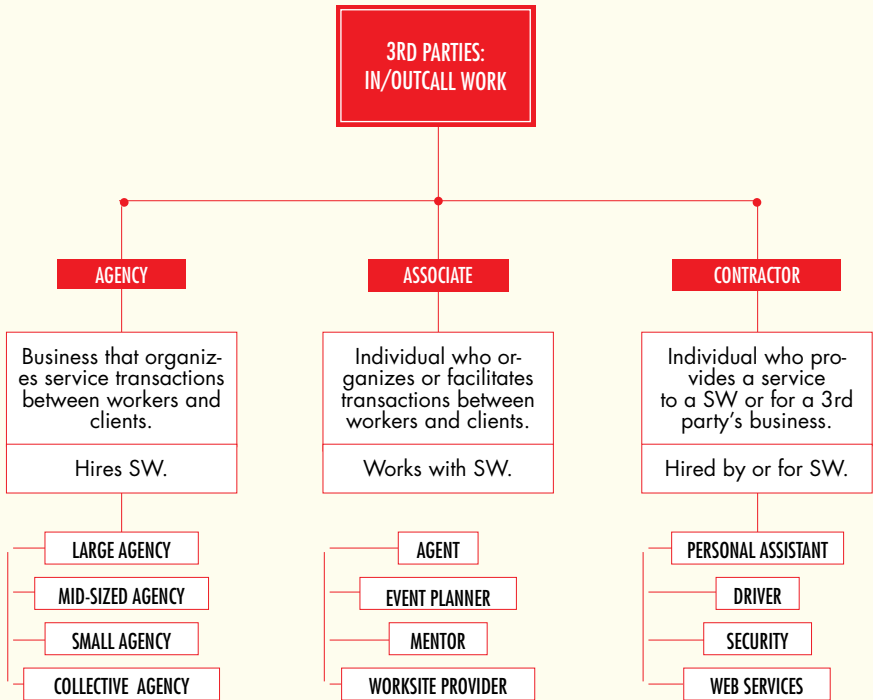 3RD PARTIES:
IN/OUTCALL WORK
AGENCY
Business that organiz-
es service transactions
between workers and
clients.
Hires SW.
LARGE AGENCY
MID-SIZED AGENCY
SMALL AGENCY
COLLECTIVE AGENCY
ASSOCIATE
Individual who or-
ganizes or facilitates
transactions between
workers and clients.
Works with SW.
AGENT
EVENT PLANNER
MENTOR
WORKSITE PROVIDER
CONTRACTOR
Individual who pro-
vides a service
to a SW or for a 3rd
party's business.
Hired by or for SW.
PERSONAL ASSISTANT
DRIVER
SECURITY
WEB SERVICES